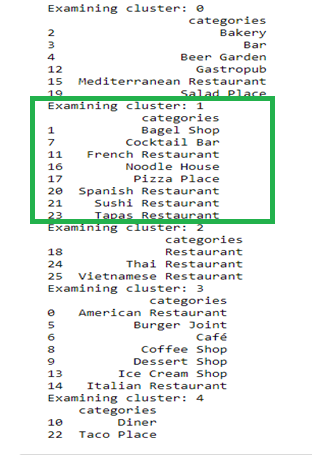 Examining cluster: 0
categories
2 Bakery
3 Bar
4 Beer Garden
12 Gastropub
15 Mediterranean Restaurant
19 Salad Place
Examining cluster: 1
categories
1 Bagel Shop
7 Cocktail Bar
11 French Restaurant
16 Noodle House
17 Pizza Place
20 Spanish Restaurant
21 Sushi Restaurant
23 Tapas Restaurant
Examining cluster: 2
categories
18 Restaurant
24 Thai Restaurant
25 Vietnamese Restaurant
Examining cluster: 3
categories
0 American Restaurant
5 Burger Joint
6 Café
8 Coffee Shop
9 Dessert Shop
13 Ice Cream Shop
14 Italian Restaurant
Examining cluster: 4
categories
10 Diner
22 Taco Place